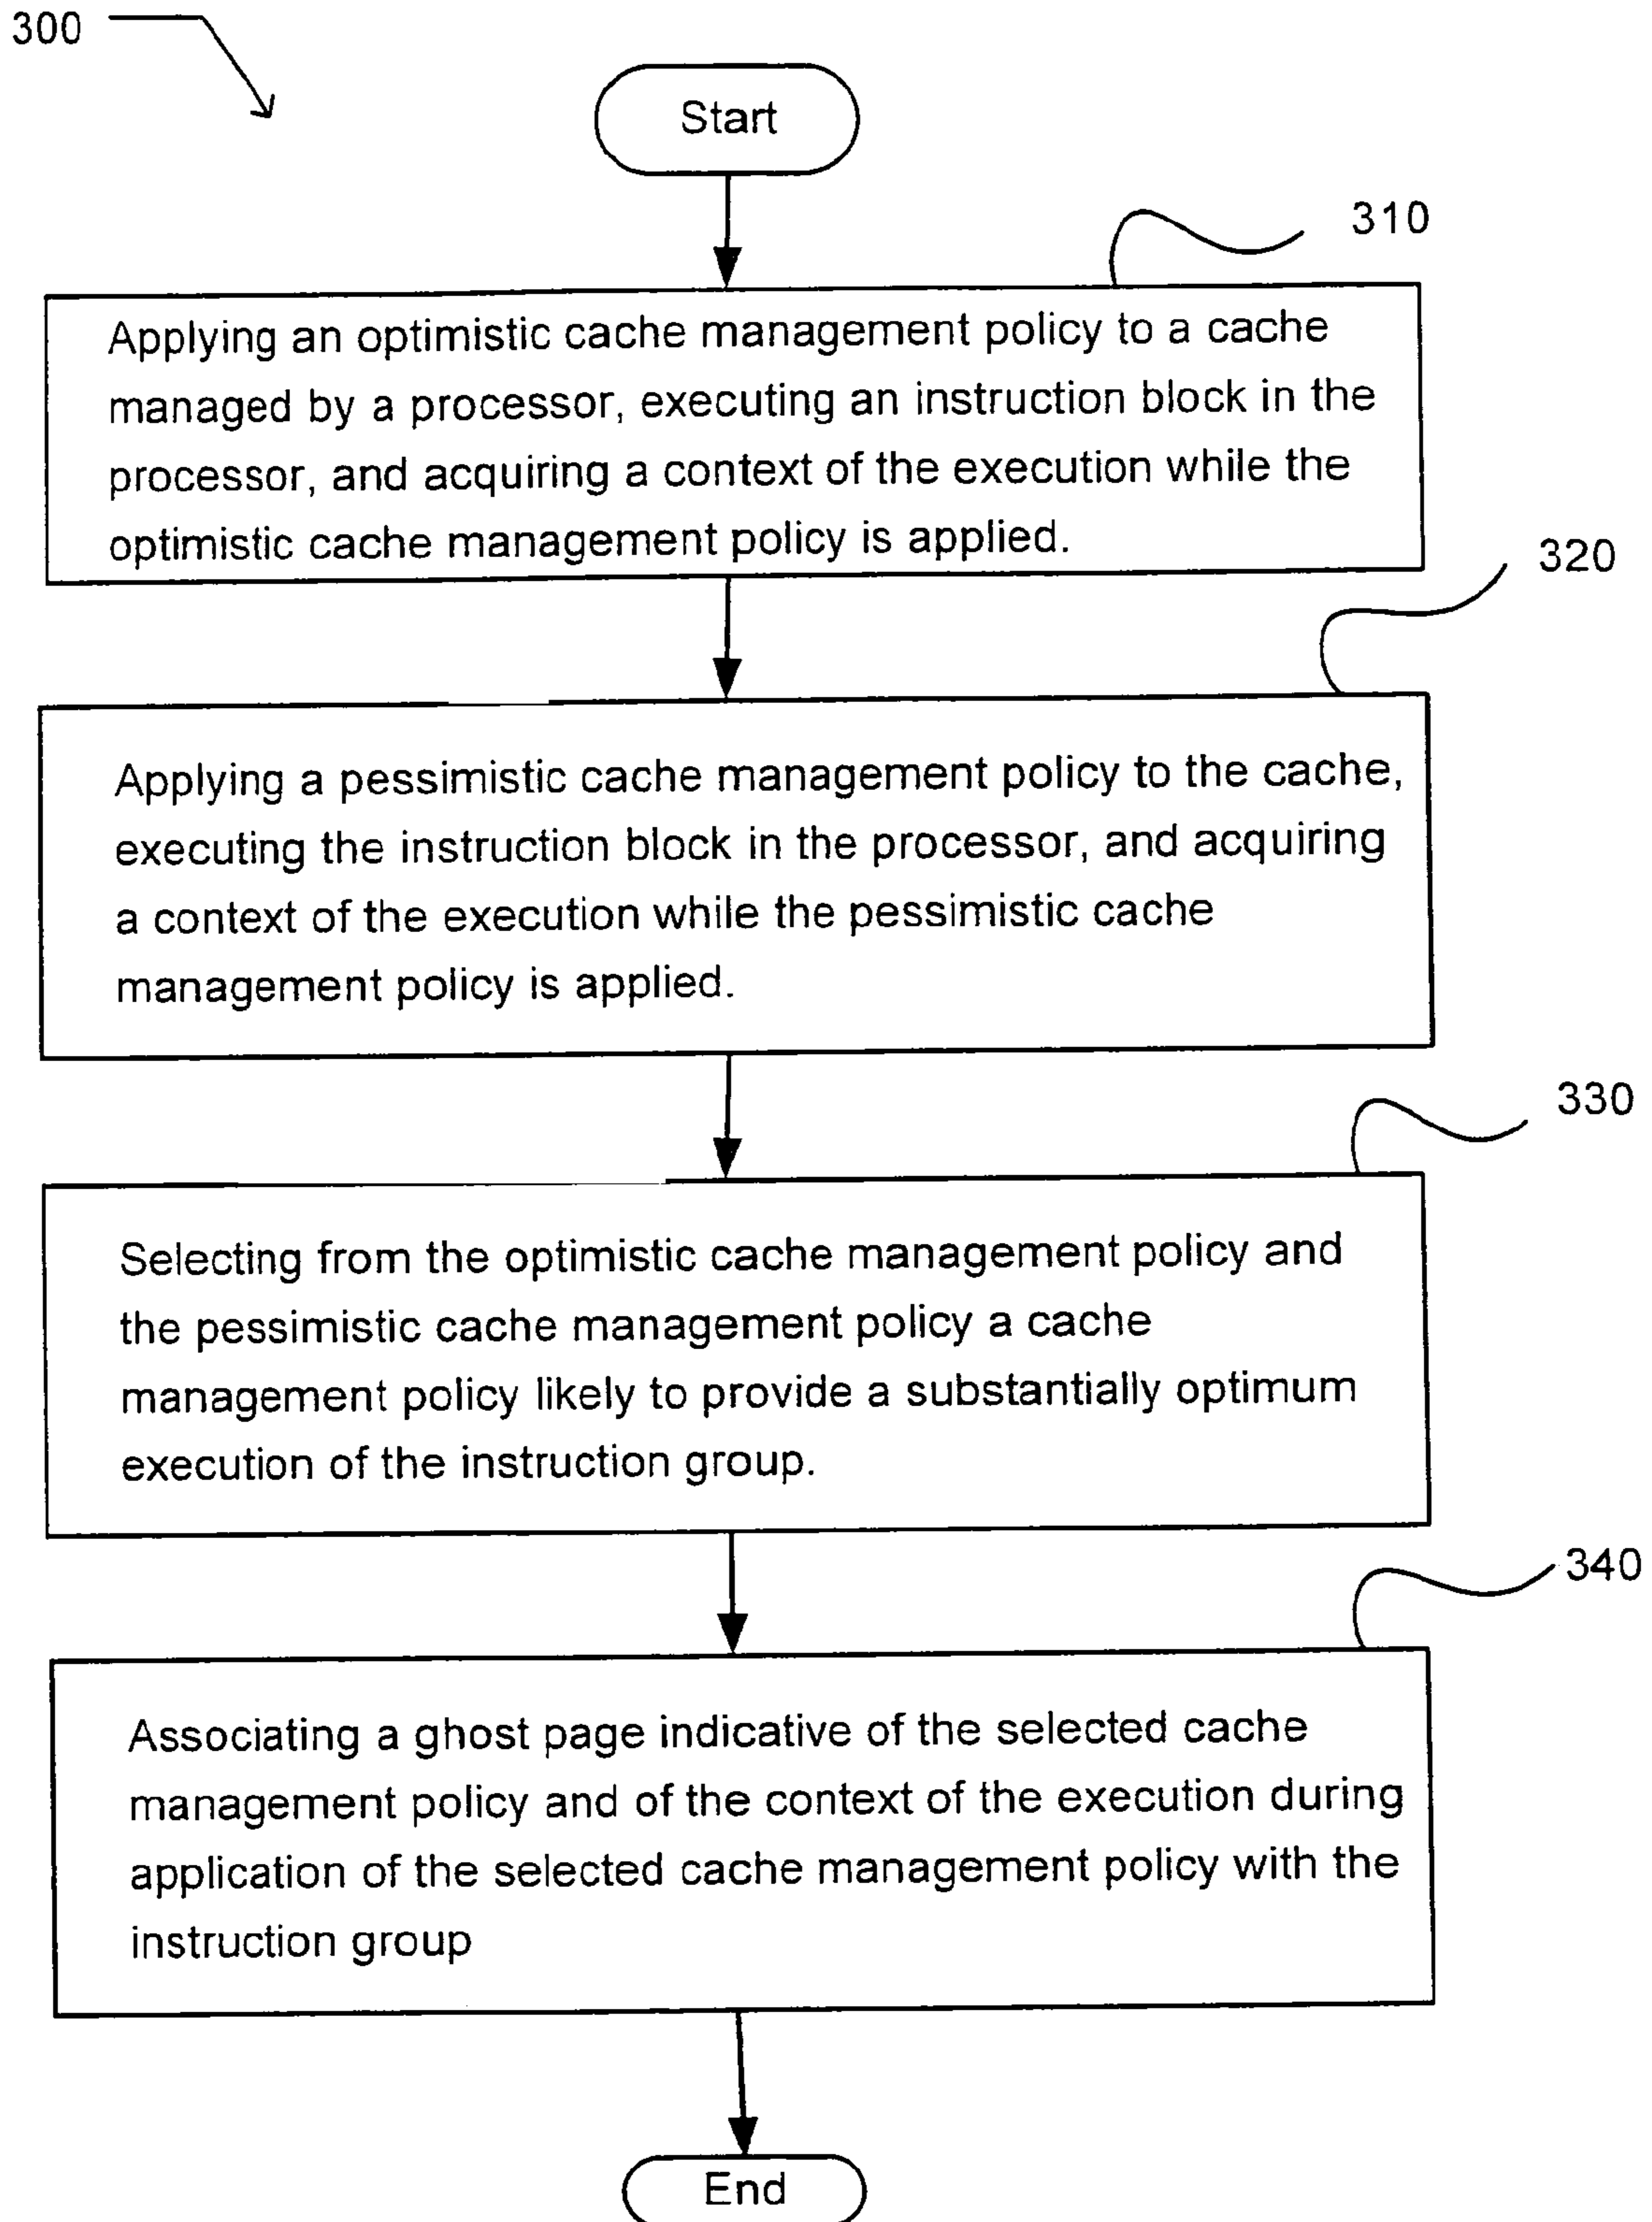 300
Start
310
Applying an optimistic cache management policy to a cache
managed by a processor, executing an instruction block in the
processor, and acquiring a context of the execution while the
optimistic cache management policy is applied.
320
Applying a pessimistic cache management policy to the cache,
executing the instruction block in the processor, and acquiring
a context of the execution while the pessimistic cache
management policy is applied.
330
Selecting from the optimistic cache management policy and
the pessimistic cache management policy a cache
management policy likely to provide a substantially optimum
execution of the instruction group.
340
Associating a ghost page indicative of the selected cache
management policy and of the context of the execution during
application of the selected cache management policy with the
instruction group
End